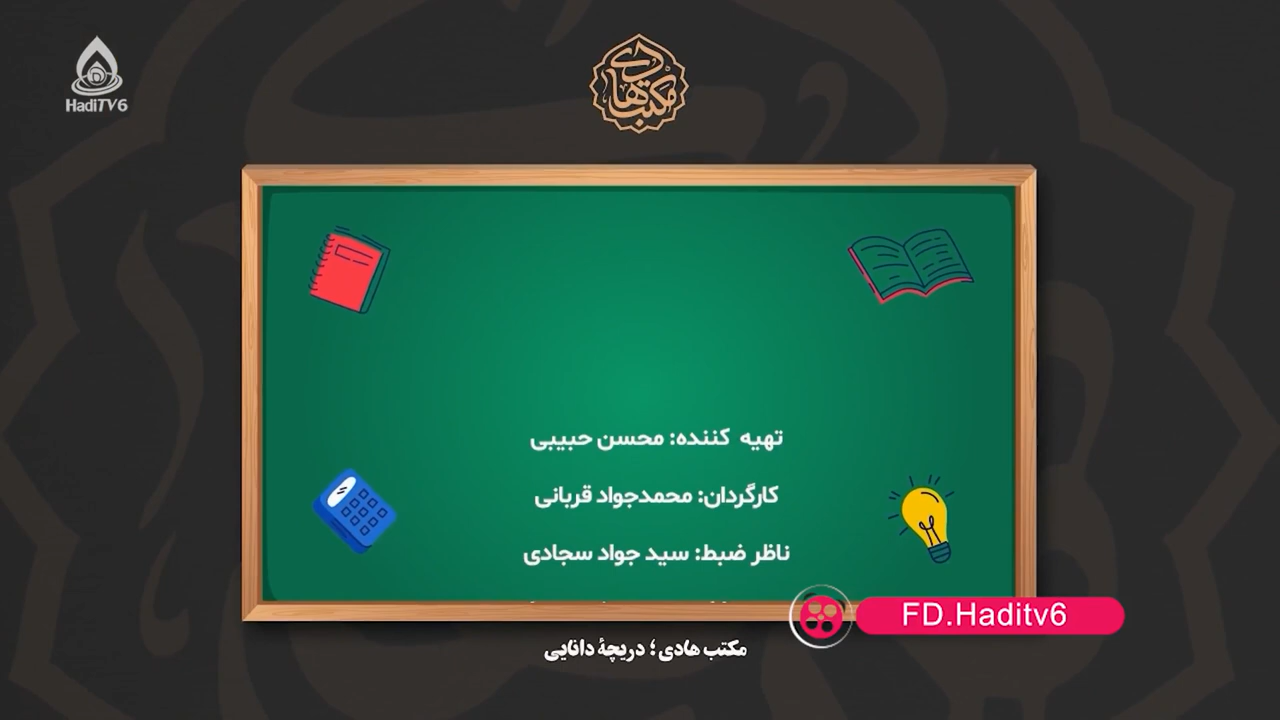 HadiTV6
مکتب هادی
تهیه کننده: محسن حبیبی
کارگردان: محمدجواد قربانی
ناظر ضبط: سید جواد سجادی
FD.Haditv6
مکتب هادی؛ دریچهٔ دانایی